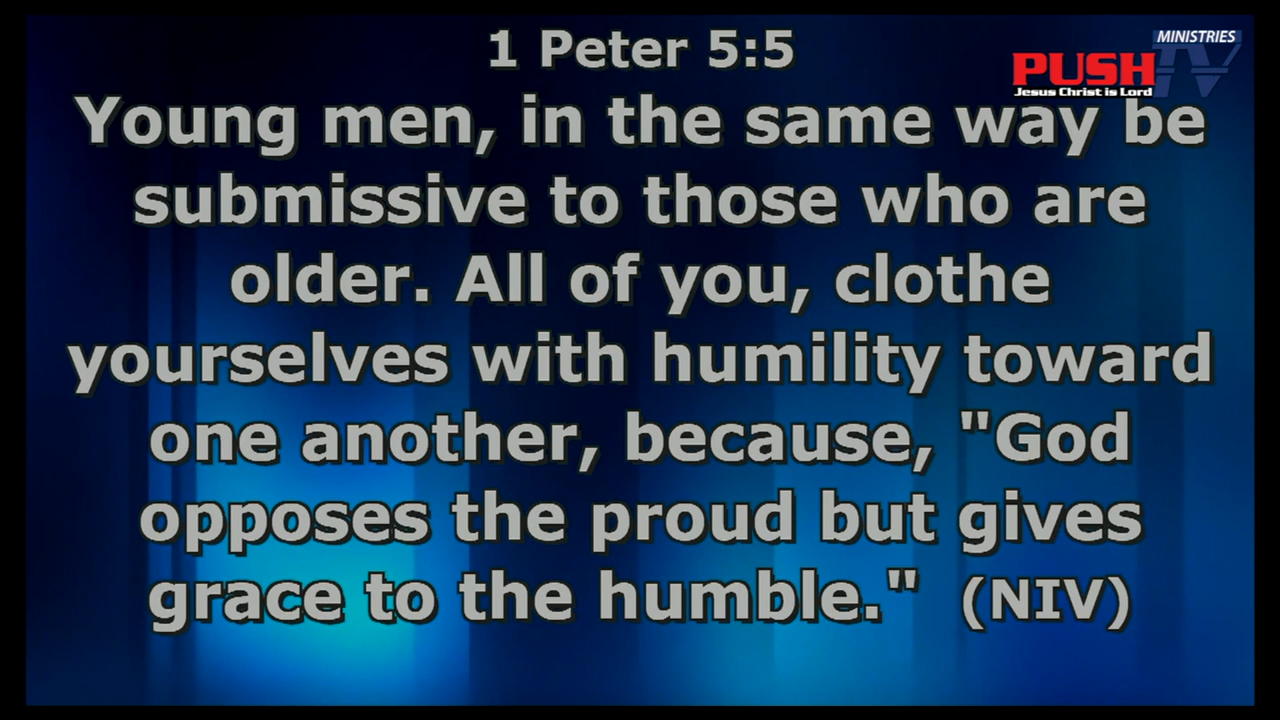 1 Peter 5:5
MINISTRIES
PUSH TV
Jesus Christ is Lord
Young men, in the same way be
submissive to those who are
older. All of you, clothe
yourselves with humility toward
one another, because, "God
opposes the proud but gives
grace to the humble."  (NIV)